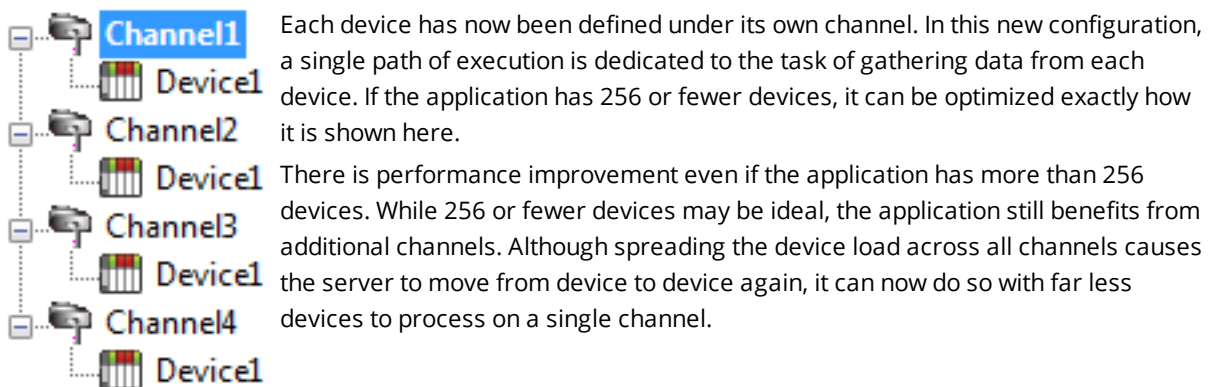 Channel1
Device1
Channel2
Device1
Channel3
Device1
Channel4
Device1
Each device has now been defined under its own channel. In this new configuration,
a single path of execution is dedicated to the task of gathering data from each
device. If the application has 256 or fewer devices, it can be optimized exactly how
it is shown here.
There is performance improvement even if the application has more than 256
devices. While 256 or fewer devices may be ideal, the application still benefits from
additional channels. Although spreading the device load across all channels causes
the server to move from device to device again, it can now do so with far less
devices to process on a single channel.